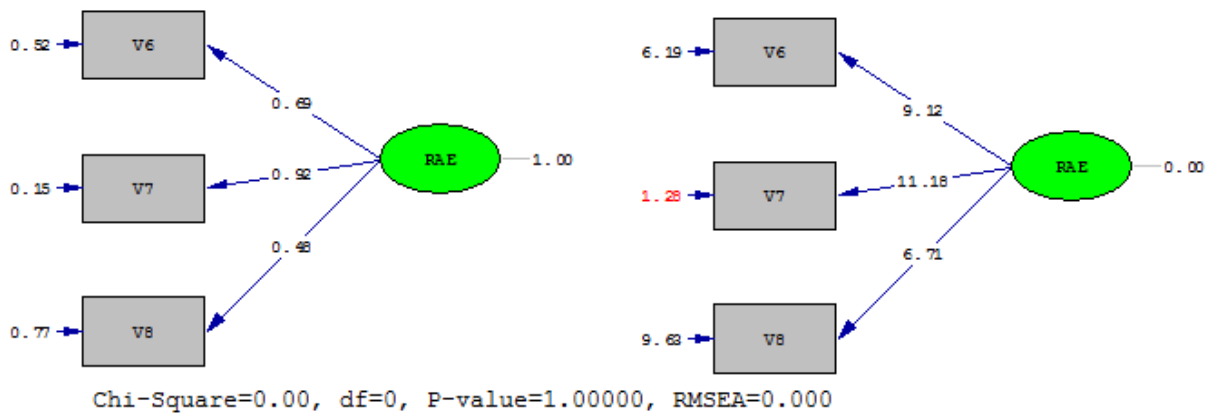 0.52 V6 0.69
0.15 V7 0.92 RAE 1.00
0.77 V8 0.48
6.19 V6 9.12
1.28 V7 11.18 RAE 0.00
9.63 V8 6.71
Chi-Square=0.00, df=0, P-value=1.00000, RMSEA=0.000